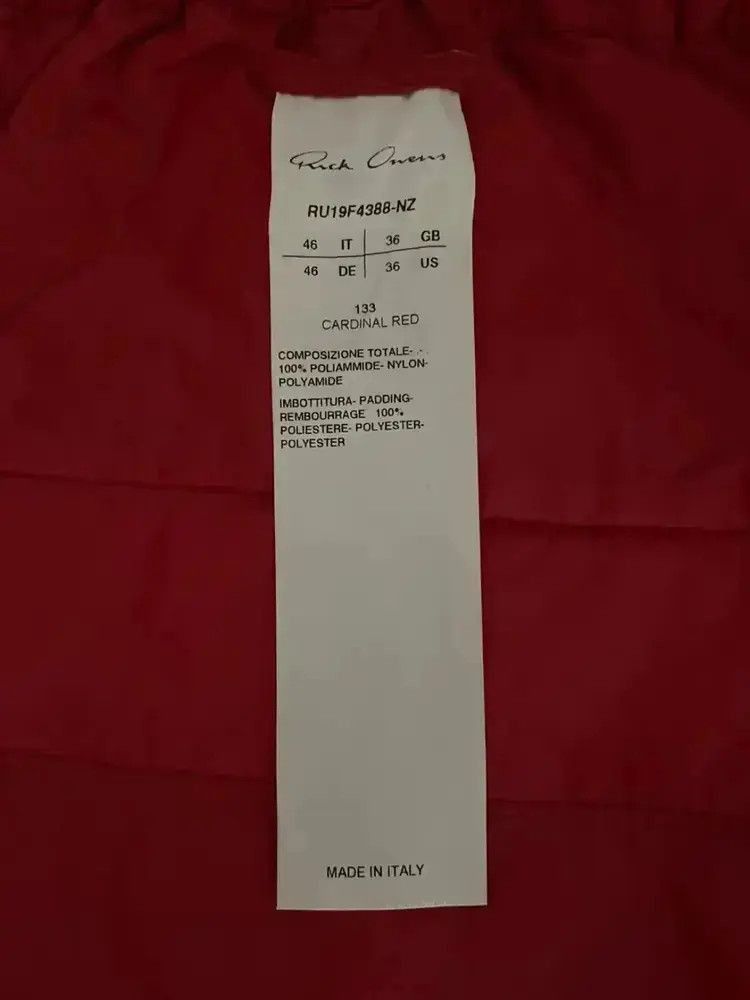 Rick Owens
RU19F4388-NZ
46 IT 36 GB
46 DE 36 US
133
CARDINAL RED
COMPOSIZIONE TOTALE- .- .
100% POLIAMMIDE- NYLON-
POLYAMIDE
IMBOTTITURA- PADDING-
REMBOURRAGE 100%
POLIESTERE- POLYESTER-
POLYESTER
MADE IN ITALY